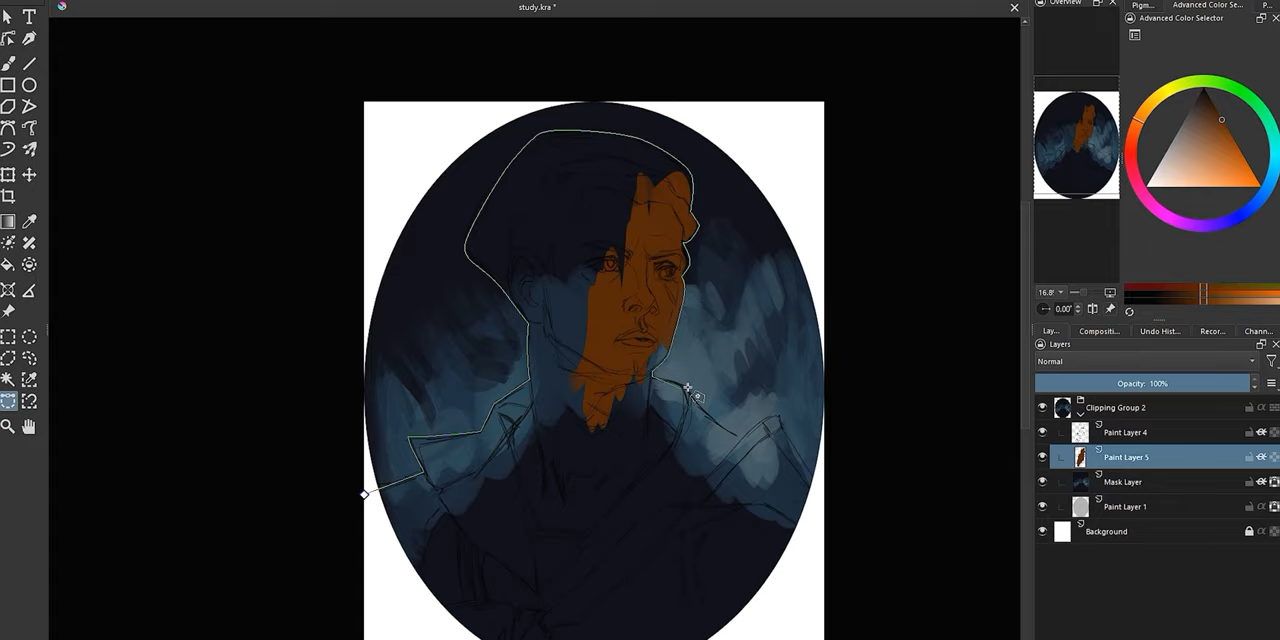 study.kra *
Overview
Pigm...
Advanced Color Se...
P...
Advanced Color Selector
16.8
0.00°
Lay...
Compositi...
Undo Hist...
Recor...
Chann...
Layers
Normal
Opacity: 100%
Clipping Group 2
Paint Layer 4
Paint Layer 5
Mask Layer
Paint Layer 1
Background